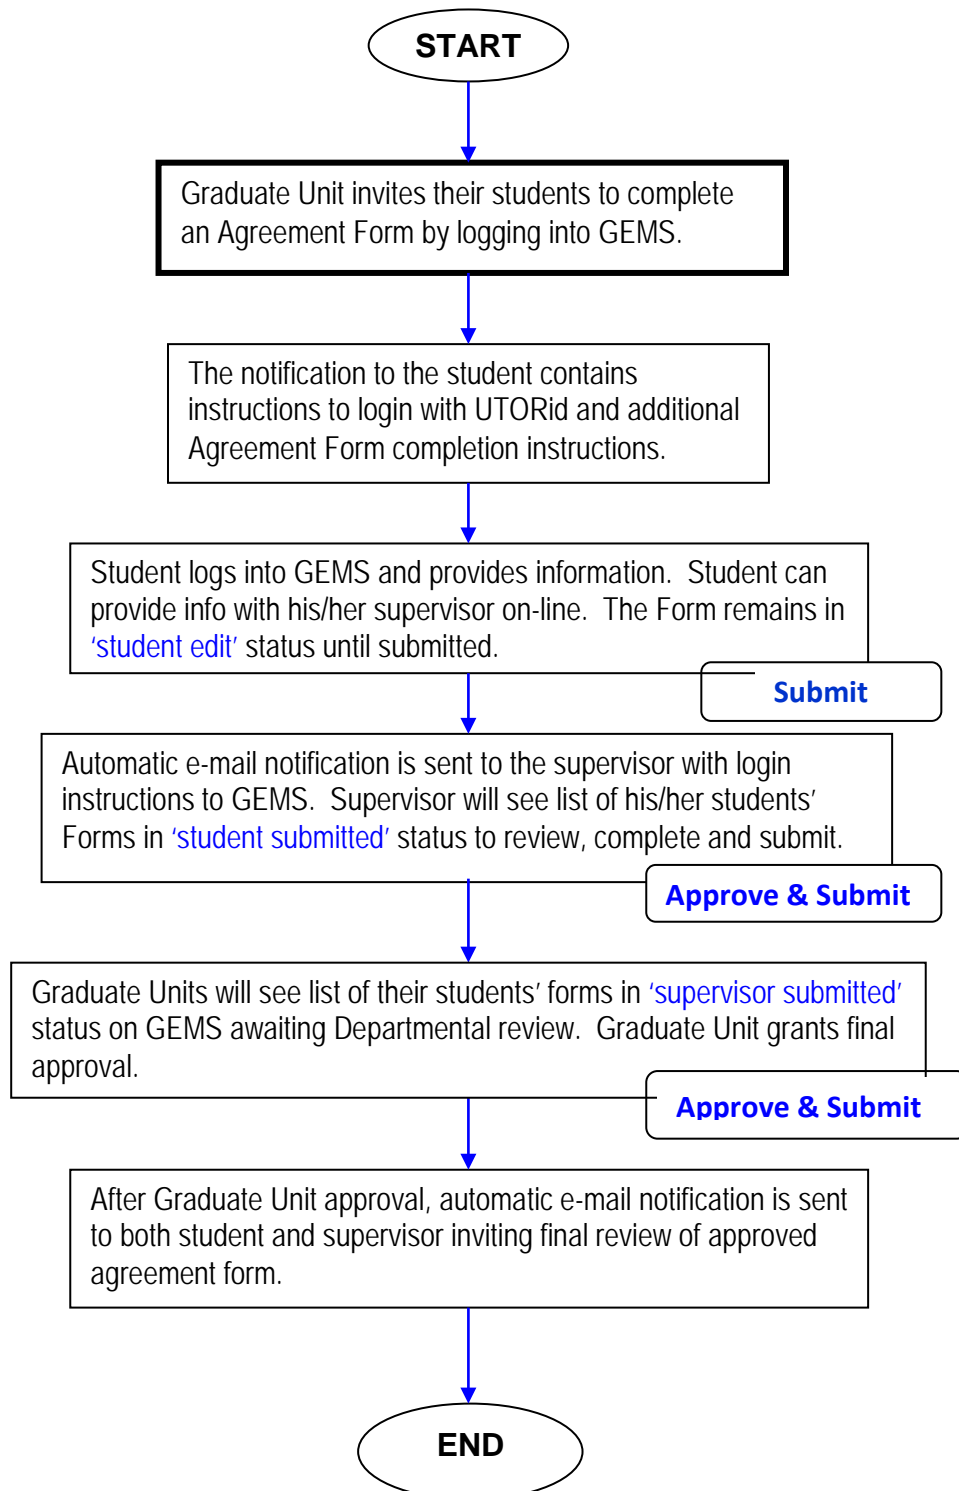 START
Graduate Unit invites their students to complete
an Agreement Form by logging into GEMS.
The notification to the student contains
instructions to login with UTORid and additional
Agreement Form completion instructions.
Student logs into GEMS and provides information.  Student can
provide info with his/her supervisor on-line.  The Form remains in
‘student edit’ status until submitted.
Submit
Automatic e-mail notification is sent to the supervisor with login
instructions to GEMS.  Supervisor will see list of his/her students’
Forms in ‘student submitted’ status to review, complete and submit.
Approve & Submit
Graduate Units will see list of their students’ forms in ‘supervisor submitted’
status on GEMS awaiting Departmental review.  Graduate Unit grants final
approval.
Approve & Submit
After Graduate Unit approval, automatic e-mail notification is sent
to both student and supervisor inviting final review of approved
agreement form.
END